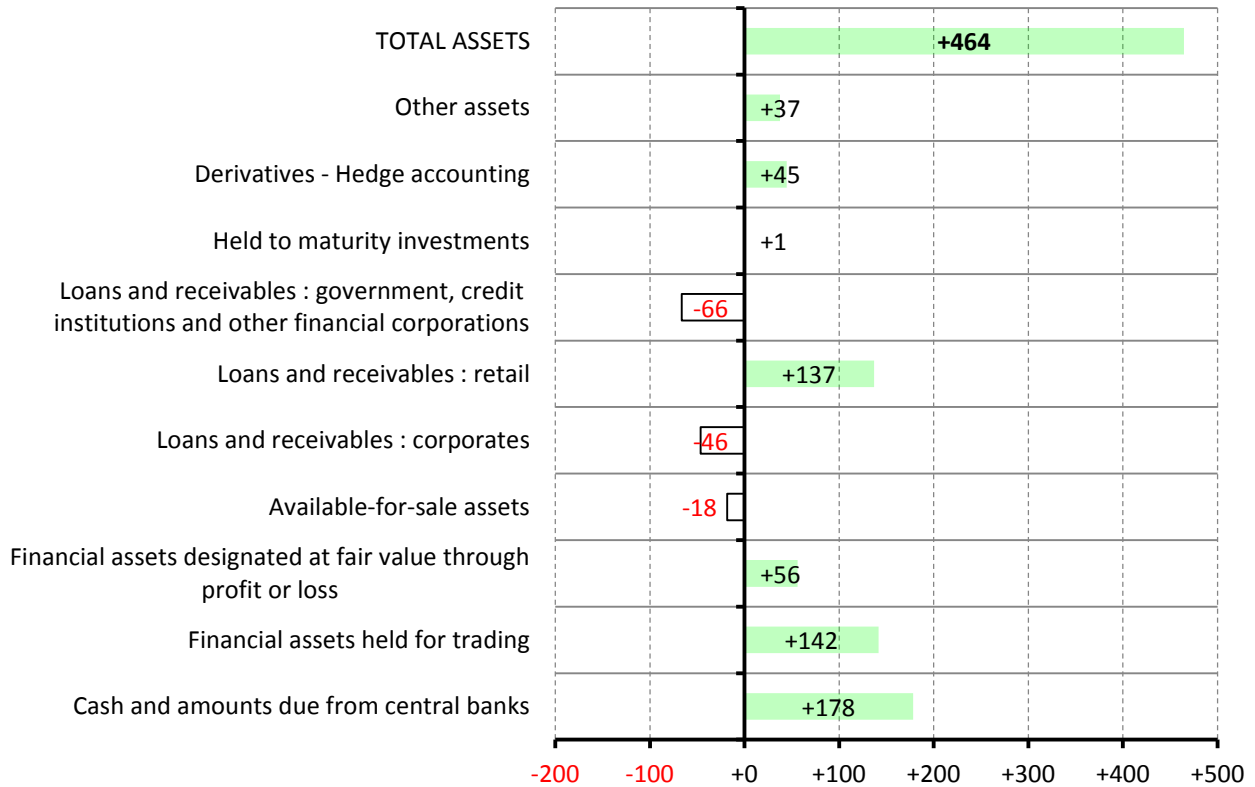 TOTAL ASSETS
+464
Other assets
+37
Derivatives - Hedge accounting
+45
Held to maturity investments
+1
Loans and receivables : government, credit
institutions and other financial corporations
-66
Loans and receivables : retail
+137
Loans and receivables : corporates
-46
Available-for-sale assets
-18
Financial assets designated at fair value through
profit or loss
+56
Financial assets held for trading
+142
Cash and amounts due from central banks
+178
-200 -100 +0 +100 +200 +300 +400 +500